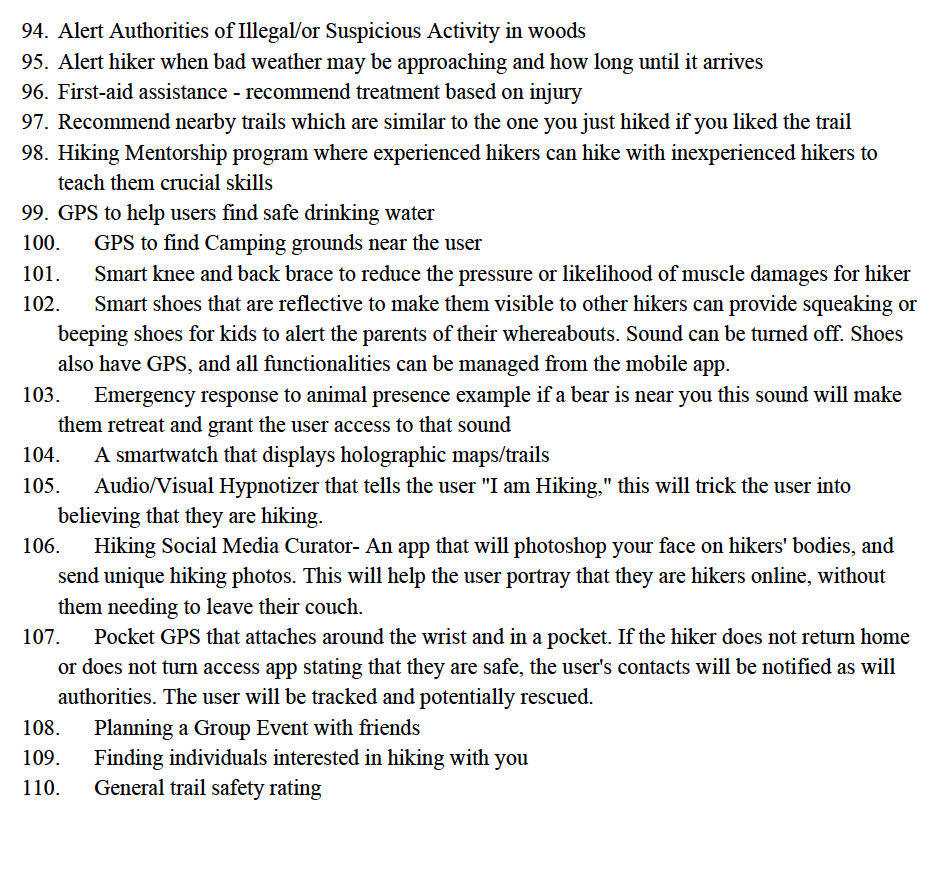 94. Alert Authorities of Illegal/or Suspicious Activity in woods
95. Alert hiker when bad weather may be approaching and how long until it arrives
96. First-aid assistance - recommend treatment based on injury
97. Recommend nearby trails which are similar to the one you just hiked if you liked the trail
98. Hiking Mentorship program where experienced hikers can hike with inexperienced hikers to
teach them crucial skills
99. GPS to help users find safe drinking water
100. GPS to find Camping grounds near the user
101. Smart knee and back brace to reduce the pressure or likelihood of muscle damages for hiker
102. Smart shoes that are reflective to make them visible to other hikers can provide squeaking or
beeping shoes for kids to alert the parents of their whereabouts. Sound can be turned off. Shoes
also have GPS, and all functionalities can be managed from the mobile app.
103. Emergency response to animal presence example if a bear is near you this sound will make
them retreat and grant the user access to that sound
104. A smartwatch that displays holographic maps/trails
105. Audio/Visual Hypnotizer that tells the user "I am Hiking," this will trick the user into
believing that they are hiking.
106. Hiking Social Media Curator- An app that will photoshop your face on hikers' bodies, and
send unique hiking photos. This will help the user portray that they are hikers online, without
them needing to leave their couch.
107. Pocket GPS that attaches around the wrist and in a pocket. If the hiker does not return home
or does not turn access app stating that they are safe, the user's contacts will be notified as will
authorities. The user will be tracked and potentially rescued.
108. Planning a Group Event with friends
109. Finding individuals interested in hiking with you
110. General trail safety rating